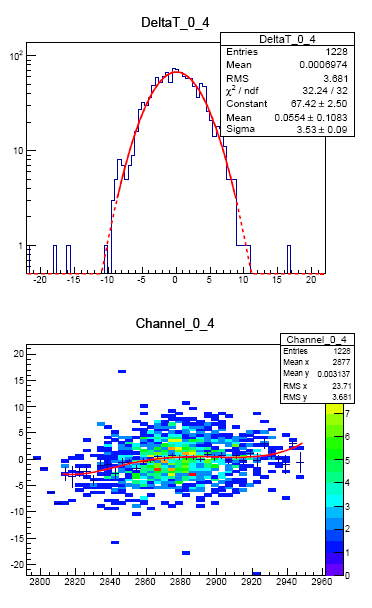 DeltaT_0_4
DeltaT_0_4
Entries 1228
Mean 0.0006974
RMS 3.681
χ² / ndf 32.24 / 32
Constant 67.42 ± 2.50
Mean 0.0554 ± 0.1083
Sigma 3.53 ± 0.09
10²
10
1
-20 -15 -10 -5 0 5 10 15 20
Channel_0_4
Channel_0_4
Entries 1228
Mean x 2877
Mean y 0.003137
RMS x 23.71
RMS y 3.681
20
15
10
5
0
-5
-10
-15
-20
7
6
5
4
3
2
1
0
2800 2820 2840 2860 2880 2900 2920 2940 2960